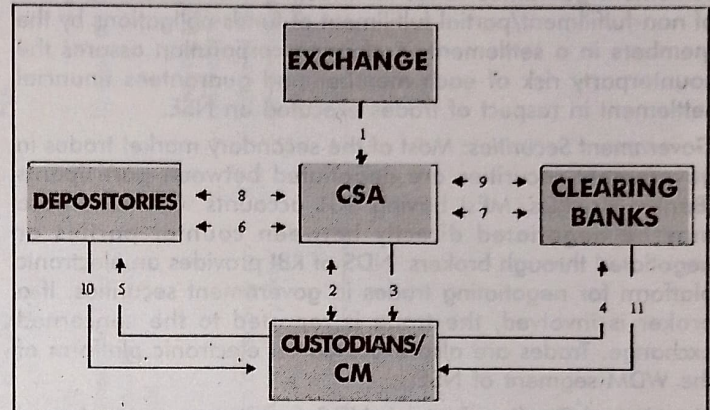 EXCHANGE
1
DEPOSITORIES
8
6
CSA
9
7
CLEARING
BANKS
10
5
2
3
4
11
CUSTODIANS/
CM